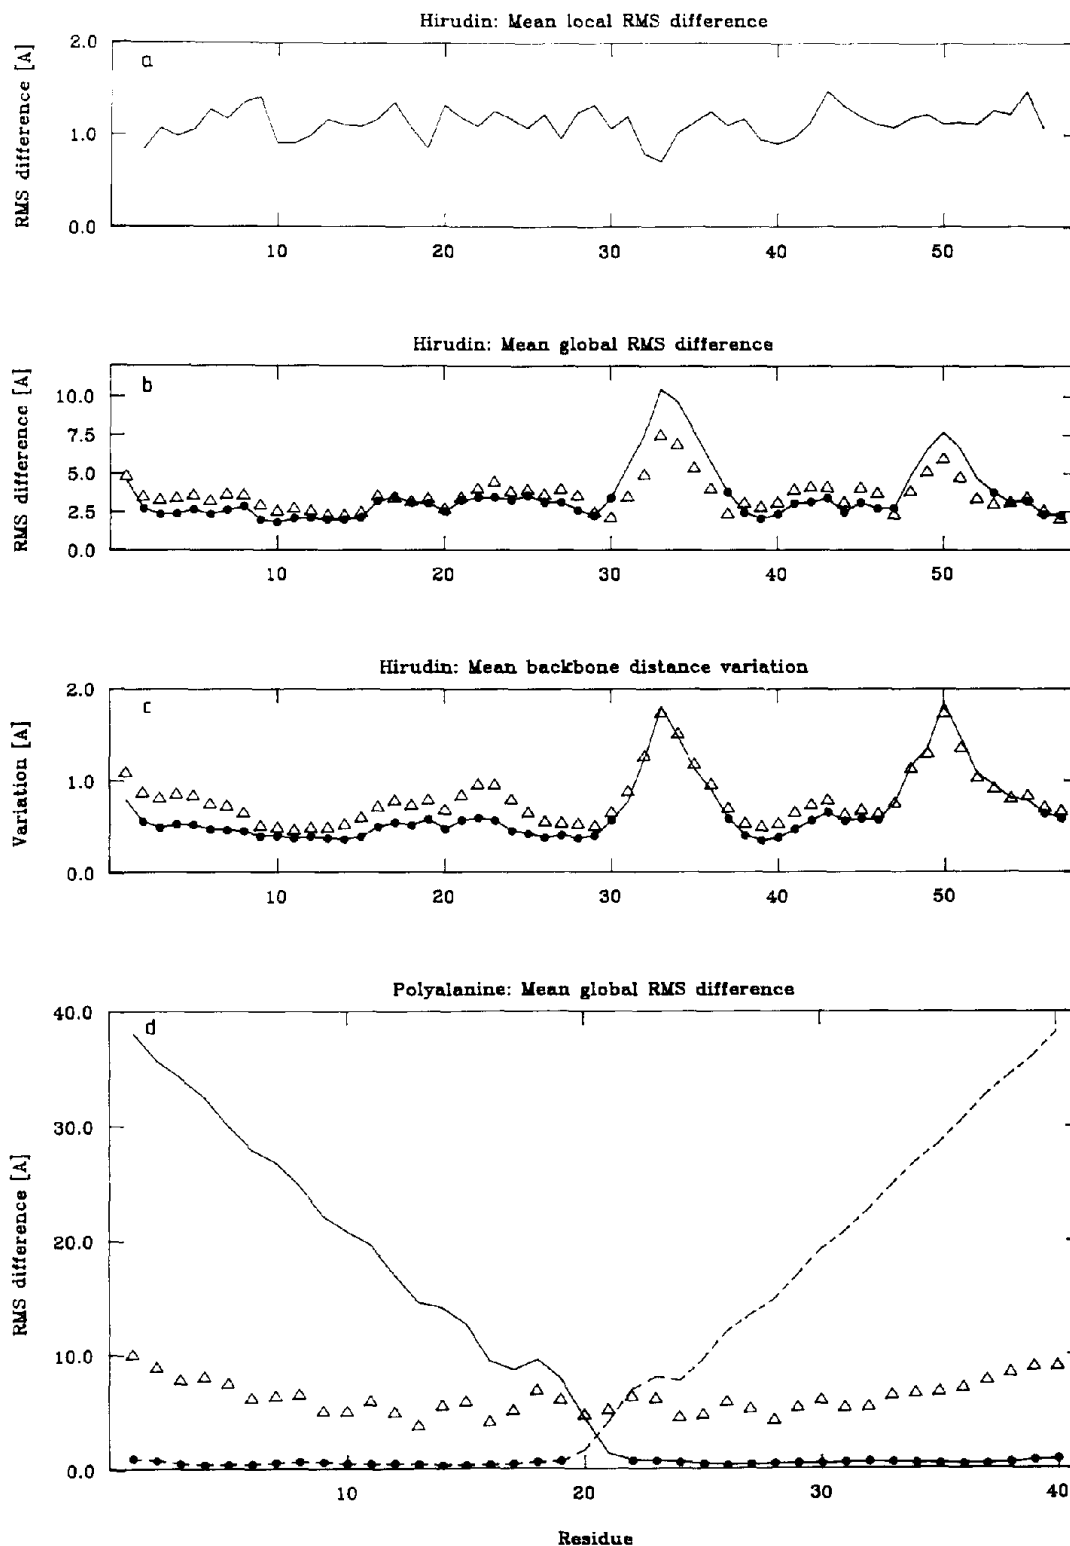 Hirudin: Mean local RMS difference
a
RMS difference [A]
2.0
1.0
0.0
10 20 30 40 50
Hirudin: Mean global RMS difference
b
RMS difference [A]
10.0
7.5
5.0
2.5
0.0
10 20 30 40 50
Hirudin: Mean backbone distance variation
c
Variation [A]
2.0
1.0
0.0
10 20 30 40 50
Polyalanine: Mean global RMS difference
d
RMS difference [A]
40.0
30.0
20.0
10.0
0.0
10 20 30 40
Residue